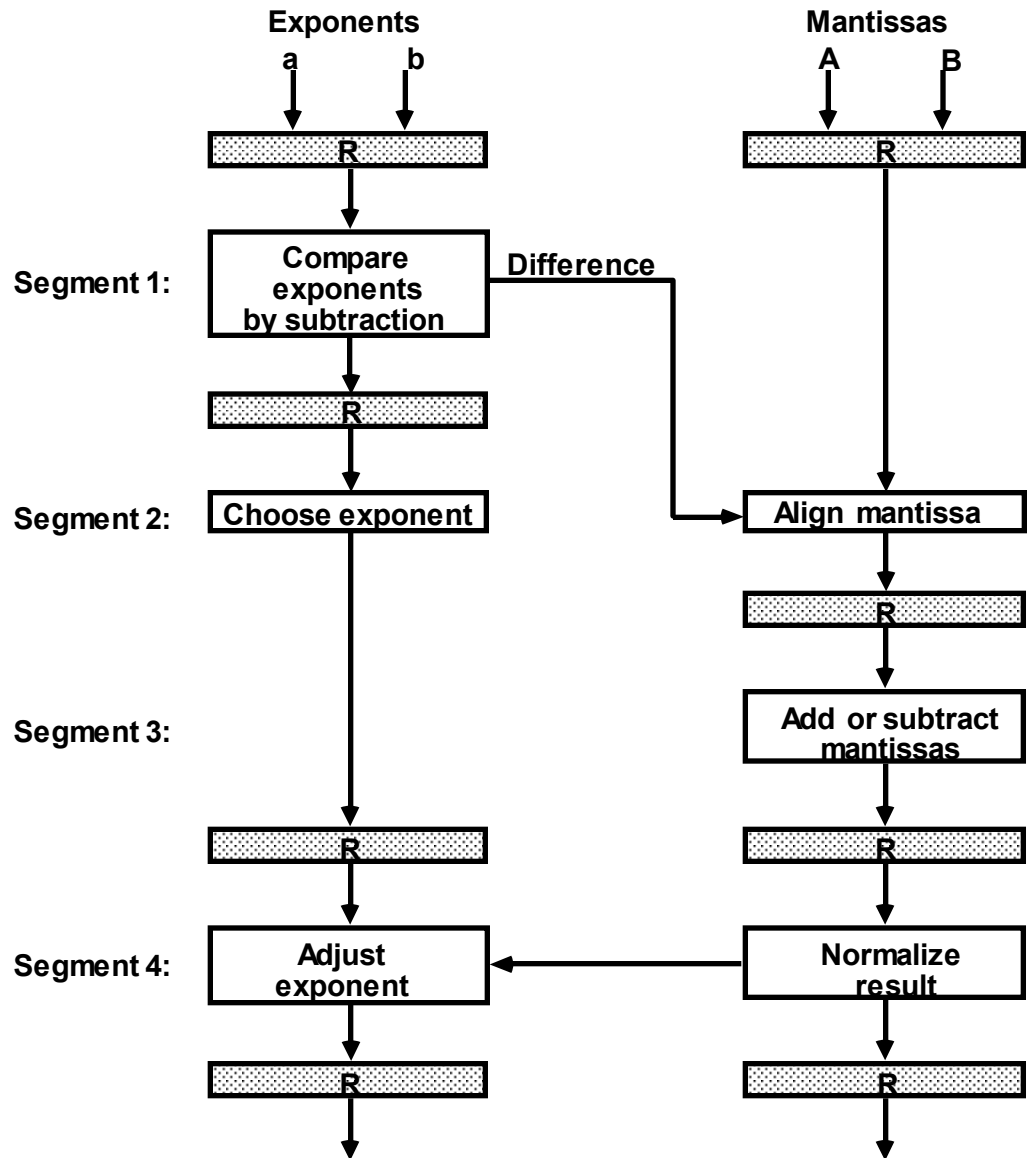 Exponents
a b
Mantissas
A B
R
R
Segment 1:
Compare
exponents
by subtraction
Difference
R
Segment 2:
Choose exponent
Align mantissa
R
Segment 3:
Add or subtract
mantissas
R
R
Segment 4:
Adjust
exponent
Normalize
result
R
R